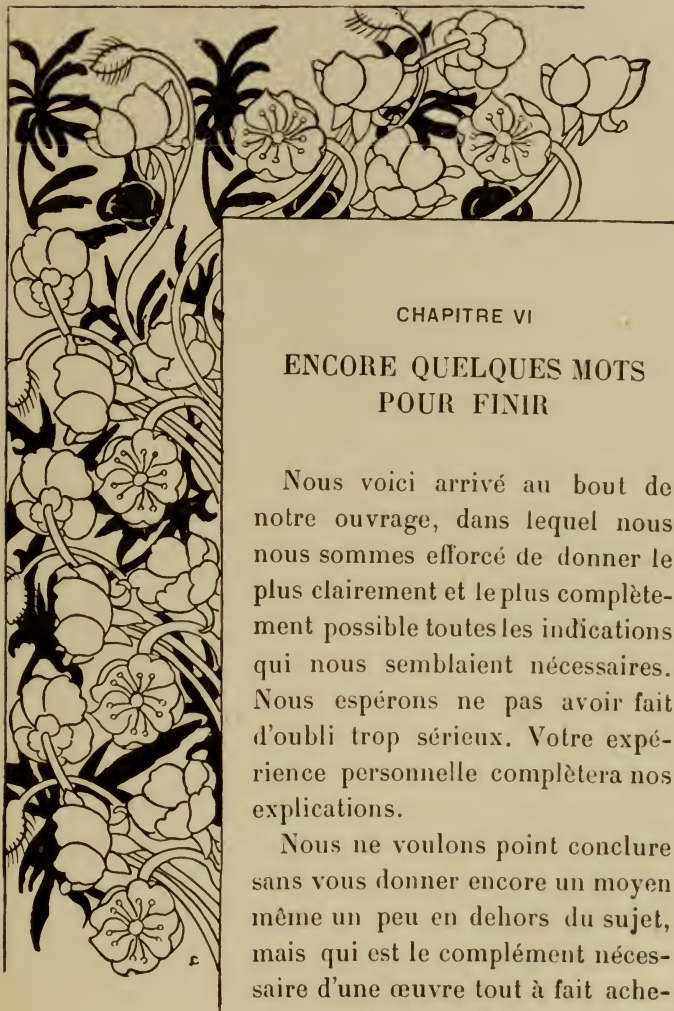 CHAPITRE VI
ENCORE QUELQUES MOTS
POUR FINIR
Nous voici arrivé au bout de
notre ouvrage, dans lequel nous
nous sommes efforcé de donner le
plus clairement et le plus complète-
ment possible toutes les indications
qui nous semblaient nécessaires.
Nous espérons ne pas avoir fait
d'oubli trop sérieux. Votre expé-
rience personnelle complètera nos
explications.
Nous ne voulons point conclure
sans vous donner encore un moyen
même un peu en dehors du sujet,
mais qui est le complément néces-
saire d'une œuvre tout à fait ache-